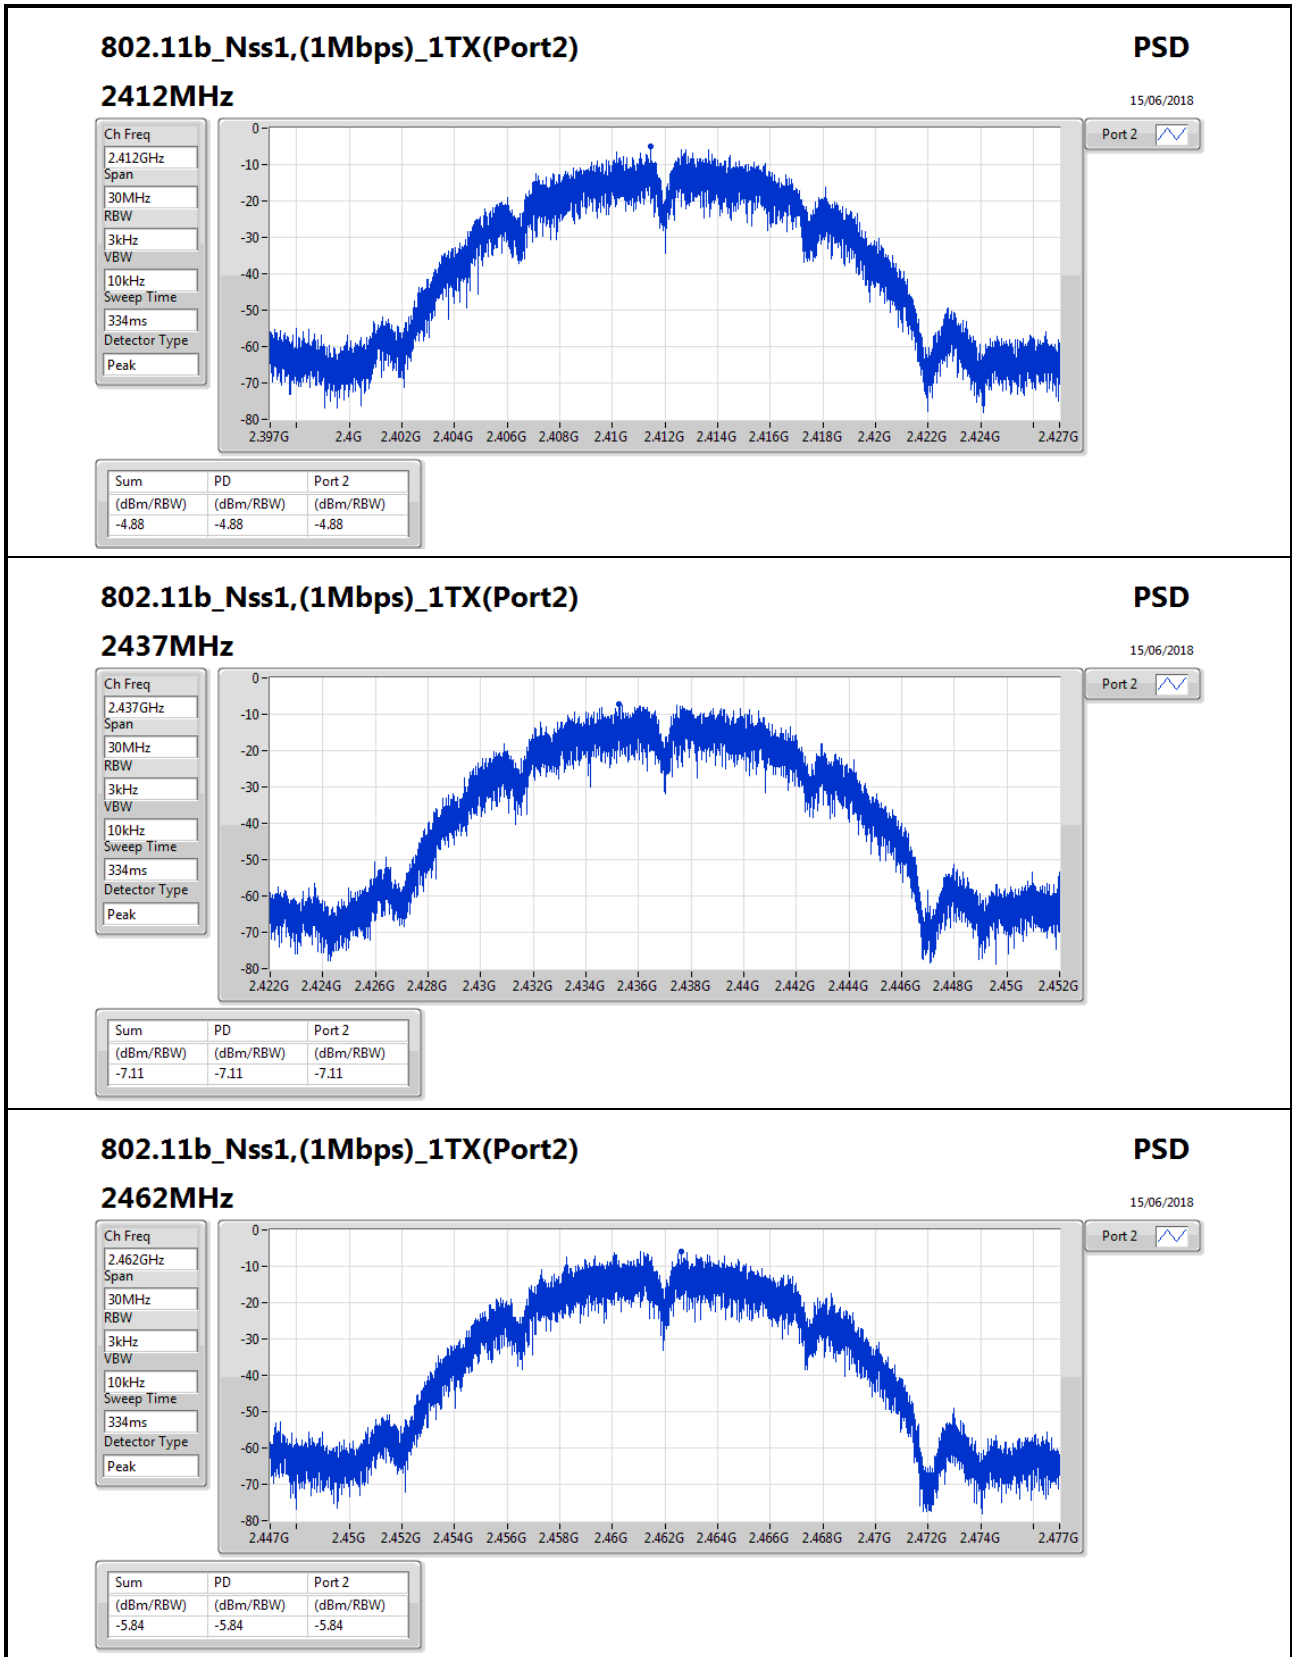 802.11b_Nss1,(1Mbps)_1TX(Port2)
PSD
2412MHz
15/06/2018
Ch Freq
2.412GHz
Span
30MHz
RBW
3kHz
VBW
10kHz
Sweep Time
334ms
Detector Type
Peak
Port 2
0
-10
-20
-30
-40
-50
-60
-70
-80
2.397G 2.4G 2.402G 2.404G 2.406G 2.408G 2.41G 2.412G 2.414G 2.416G 2.418G 2.42G 2.422G 2.424G 2.427G
Sum PD Port 2
(dBm/RBW) (dBm/RBW) (dBm/RBW)
-4.88 -4.88 -4.88
802.11b_Nss1,(1Mbps)_1TX(Port2)
PSD
2437MHz
15/06/2018
Ch Freq
2.437GHz
Span
30MHz
RBW
3kHz
VBW
10kHz
Sweep Time
334ms
Detector Type
Peak
Port 2
0
-10
-20
-30
-40
-50
-60
-70
-80
2.422G 2.424G 2.426G 2.428G 2.43G 2.432G 2.434G 2.436G 2.438G 2.44G 2.442G 2.444G 2.446G 2.448G 2.45G 2.452G
Sum PD Port 2
(dBm/RBW) (dBm/RBW) (dBm/RBW)
-7.11 -7.11 -7.11
802.11b_Nss1,(1Mbps)_1TX(Port2)
PSD
2462MHz
15/06/2018
Ch Freq
2.462GHz
Span
30MHz
RBW
3kHz
VBW
10kHz
Sweep Time
334ms
Detector Type
Peak
Port 2
0
-10
-20
-30
-40
-50
-60
-70
-80
2.447G 2.45G 2.452G 2.454G 2.456G 2.458G 2.46G 2.462G 2.464G 2.466G 2.468G 2.47G 2.472G 2.474G 2.477G
Sum PD Port 2
(dBm/RBW) (dBm/RBW) (dBm/RBW)
-5.84 -5.84 -5.84